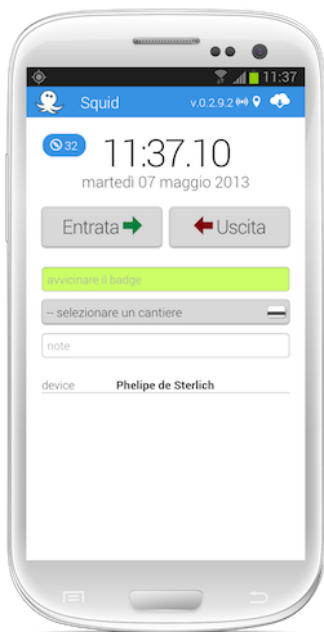 11:37
Squid v.0.2.9.2
32 11:37.10
martedì 07 maggio 2013
Entrata Uscita
avvicinare il badge
-- selezionare un cantiere
note
device Phelipe de Sterlich